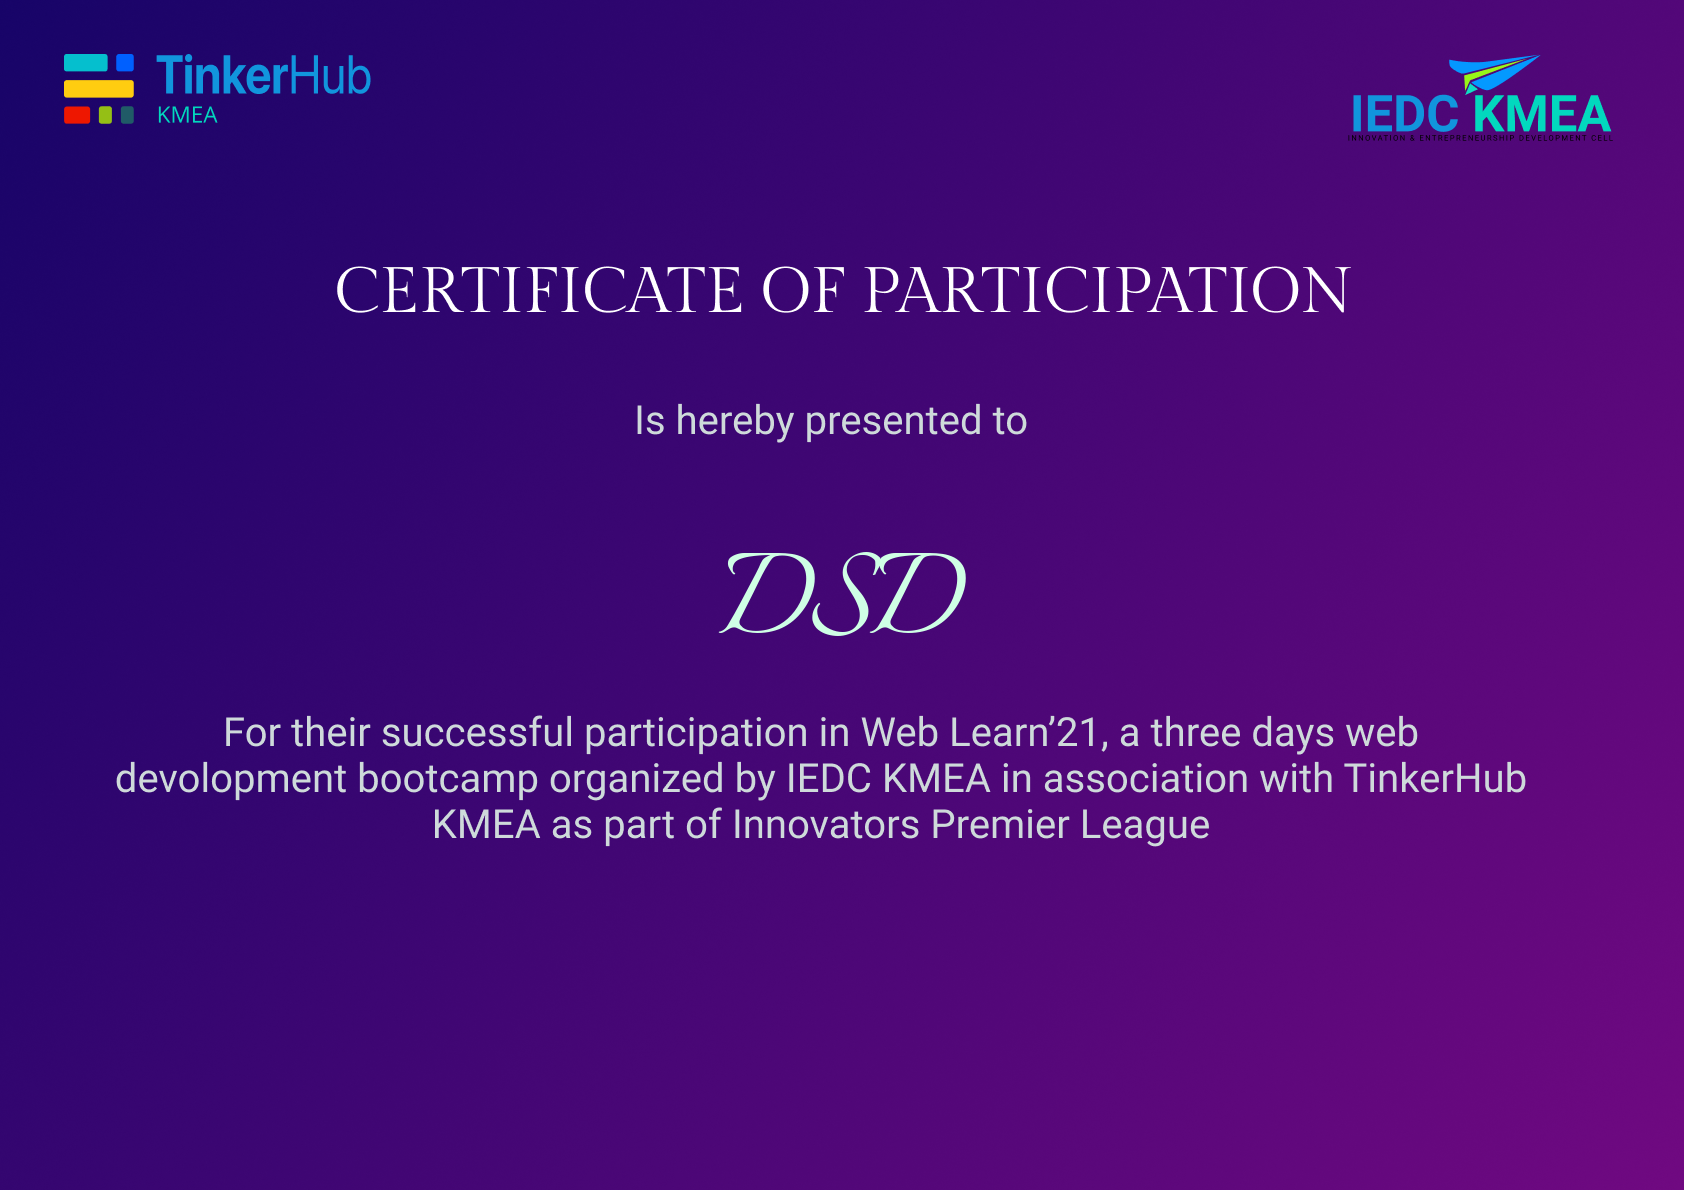 TinkerHub
KMEA
IEDC KMEA
INNOVATION & ENTREPRENEURSHIP DEVELOPMENT CELL
CERTIFICATE OF PARTICIPATION
Is hereby presented to
DSD
For their successful participation in Web Learn’21, a three days web
devolopment bootcamp organized by IEDC KMEA in association with TinkerHub
KMEA as part of Innovators Premier League